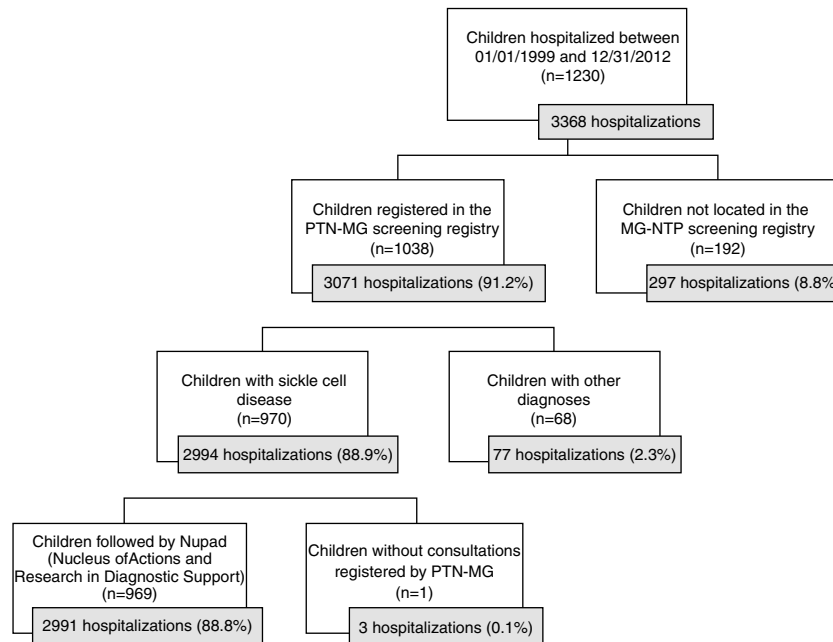 Children hospitalized between
01/01/1999 and 12/31/2012
(n=1230)
3368 hospitalizations
Children registered in the
PTN-MG screening registry
(n=1038)
3071 hospitalizations (91.2%)
Children not located in the
MG-NTP screening registry
(n=192)
297 hospitalizations (8.8%)
Children with sickle cell
disease
(n=970)
2994 hospitalizations (88.9%)
Children with other
diagnoses
(n=68)
77 hospitalizations (2.3%)
Children followed by Nupad
(Nucleus ofActions and
Research in Diagnostic Support)
(n=969)
2991 hospitalizations (88.8%)
Children without consultations
registered by PTN-MG
(n=1)
3 hospitalizations (0.1%)